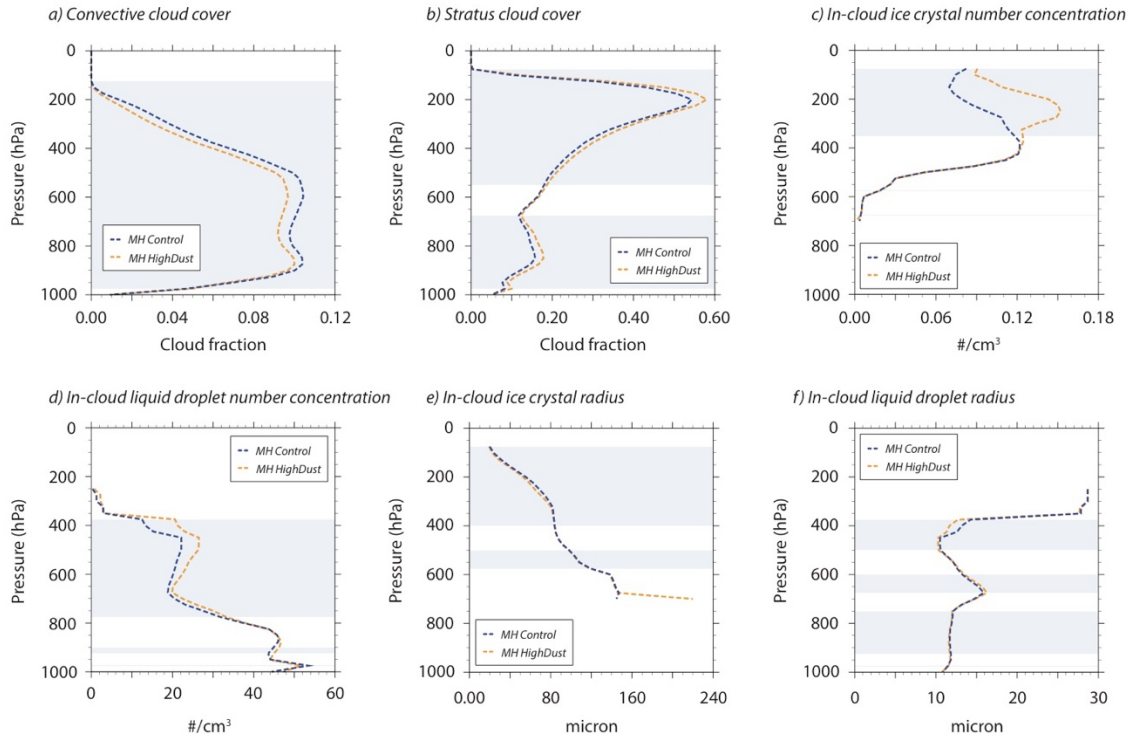 a) Convective cloud cover
b) Stratus cloud cover
c) In-cloud ice crystal number concentration
0
200
400
600
800
1000
Pressure (hPa)
MH Control
MH HighDust
0.00 0.04 0.08 0.12
Cloud fraction
0
200
400
600
800
1000
Pressure (hPa)
MH Control
MH HighDust
0.00 0.20 0.40 0.60
Cloud fraction
0
200
400
600
800
1000
Pressure (hPa)
MH Control
MH HighDust
0.00 0.06 0.12 0.18
#/cm³
d) In-cloud liquid droplet number concentration
e) In-cloud ice crystal radius
f) In-cloud liquid droplet radius
0
200
400
600
800
1000
Pressure (hPa)
MH Control
MH HighDust
0 20 40 60
#/cm³
0
200
400
600
800
1000
Pressure (hPa)
MH Control
MH HighDust
0.00 80 160 240
micron
0
200
400
600
800
1000
Pressure (hPa)
MH Control
MH HighDust
0 10 20 30
micron